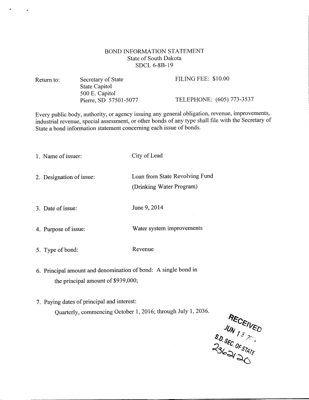 BOND INFORMATION STATEMENT
State of South Dakota
SDCL 6-8B-19
Return to: Secretary of State FILING FEE: $10.00
State Capitol
500 E. Capitol
Pierre, SD 57501-5077 TELEPHONE: (605) 773-3537
Every public body, authority, or agency issuing any general obligation, revenue, improvements,
industrial revenue, special assessment, or other bonds of any type shall file with the Secretary of
State a bond information statement concerning each issue of bonds.
1. Name of issuer: City of Lead
2. Designation of issue: Loan from State Revolving Fund
(Drinking Water Program)
3. Date of issue: June 9, 2014
4. Purpose of issue: Water system improvements
5. Type of bond: Revenue
6. Principal amount and denomination of bond: A single bond in
the principal amount of $939,000;
7. Paying dates of principal and interest:
Quarterly, commencing October 1, 2016; through July 1, 2036.
RECEIVED
JUN 13
S.D. SEC. OF STATE
2362120